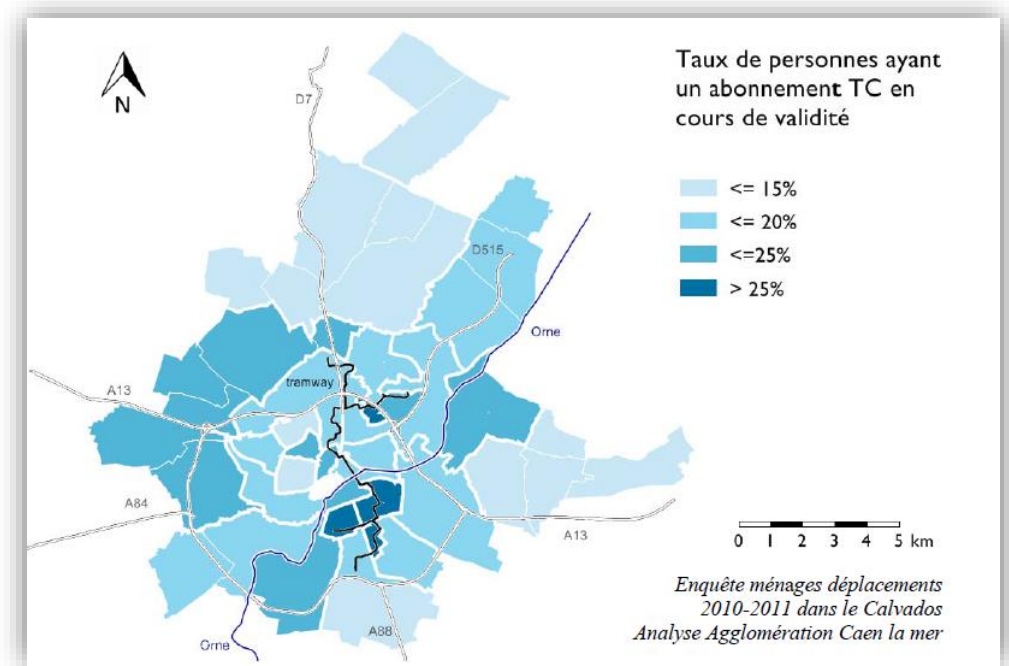 Taux de personnes ayant
un abonnement TC en
cours de validité
<= 15%
<= 20%
<=25%
> 25%
N
D7
D515
Orne
tramway
A13
A84
A13
0 1 2 3 4 5 km
A88
Orne
Enquête ménages déplacements
2010-2011 dans le Calvados
Analyse Agglomération Caen la mer